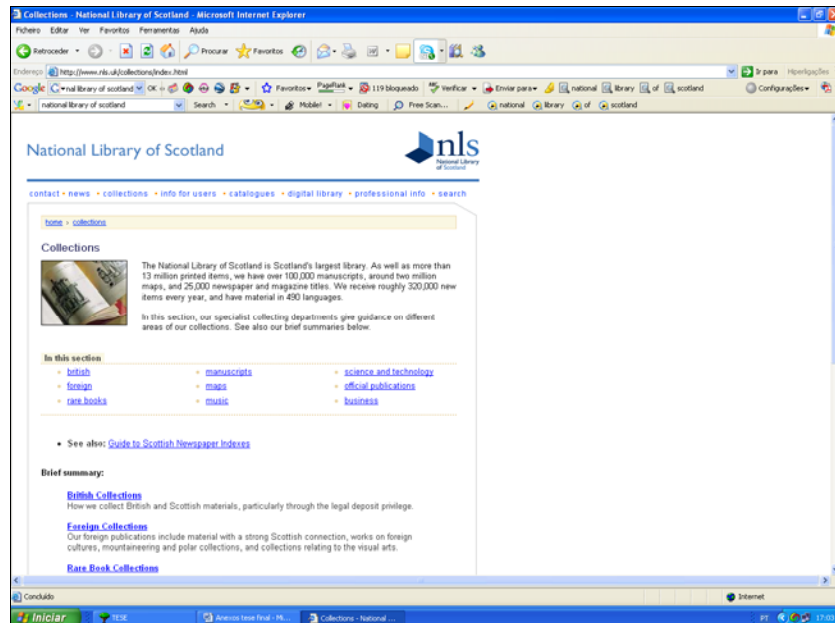 Collections - National Library of Scotland - Microsoft Internet Explorer
Ficheiro Editar Ver Favoritos Ferramentas Ajuda
Retroceder Procurar Favoritos
Endereço http://www.nls.uk/collections/index.html Ir para Hiperligações
Google nal library of scotland OK Favoritos PageRank 119 bloqueado Verificar Enviar para national library of scotland Configurações
national library of scotland Search Mobile! Dating Free Scan... national library of scotland
National Library of Scotland
nls
National Library
of Scotland
contact • news • collections • info for users • catalogues • digital library • professional info • search
home > collections
Collections
The National Library of Scotland is Scotland's largest library. As well as more than
13 million printed items, we have over 100,000 manuscripts, around two million
maps, and 25,000 newspaper and magazine titles. We receive roughly 320,000 new
items every year, and have material in 490 languages.
In this section, our specialist collecting departments give guidance on different
areas of our collections. See also our brief summaries below.
In this section
british manuscripts science and technology
foreign maps official publications
rare books music business
• See also: Guide to Scottish Newspaper Indexes
Brief summary:
British Collections
How we collect British and Scottish materials, particularly through the legal deposit privilege.
Foreign Collections
Our foreign publications include material with a strong Scottish connection, works on foreign
cultures, mountaineering and polar collections, and collections relating to the visual arts.
Rare Book Collections
Concluído Internet
Iniciar TESE Anexos tese final - Mi... Collections - National ... PT 17:03